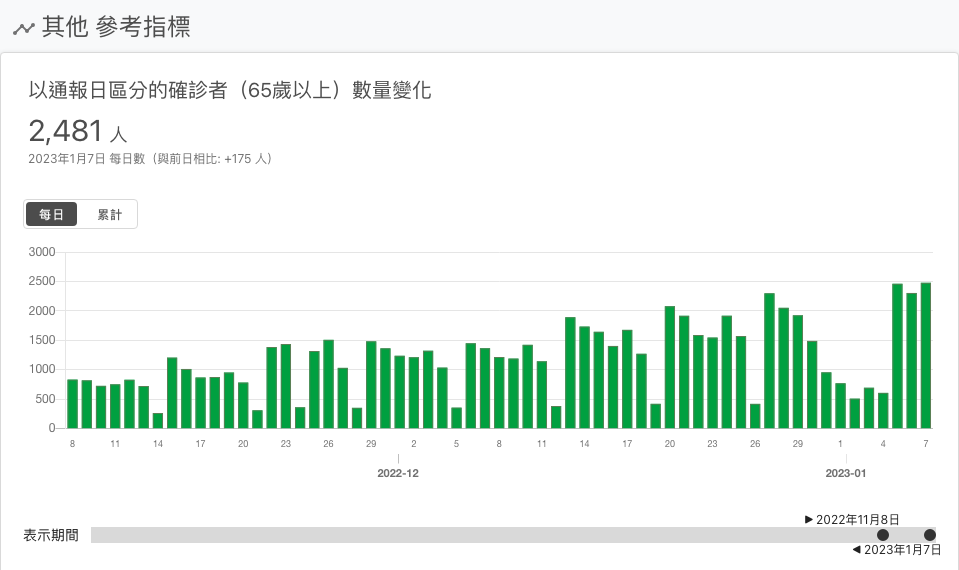 其他 參考指標
以通報日區分的確診者（65歲以上）數量變化
2,481 人
2023年1月7日 每日數（與前日相比: +175 人）
每日 累計
3000
2500
2000
1500
1000
500
0
8 11 14 17 20 23 26 29 2 5 8 11 14 17 20 23 26 29 1 4 7
2022-12 2023-01
▶ 2022年11月8日
表示期間
◀ 2023年1月7日